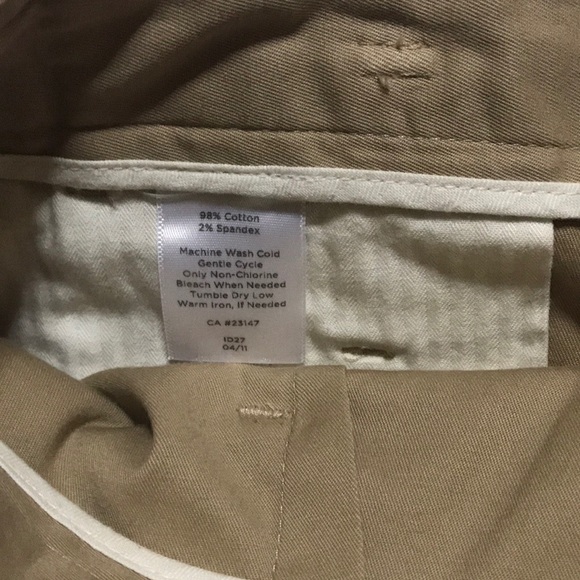 98% Cotton
2% Spandex
Machine Wash Cold
Gentle Cycle
Only Non-Chlorine
Bleach When Needed
Tumble Dry Low
Warm Iron, If Needed
CA #23147
ID27
04/11